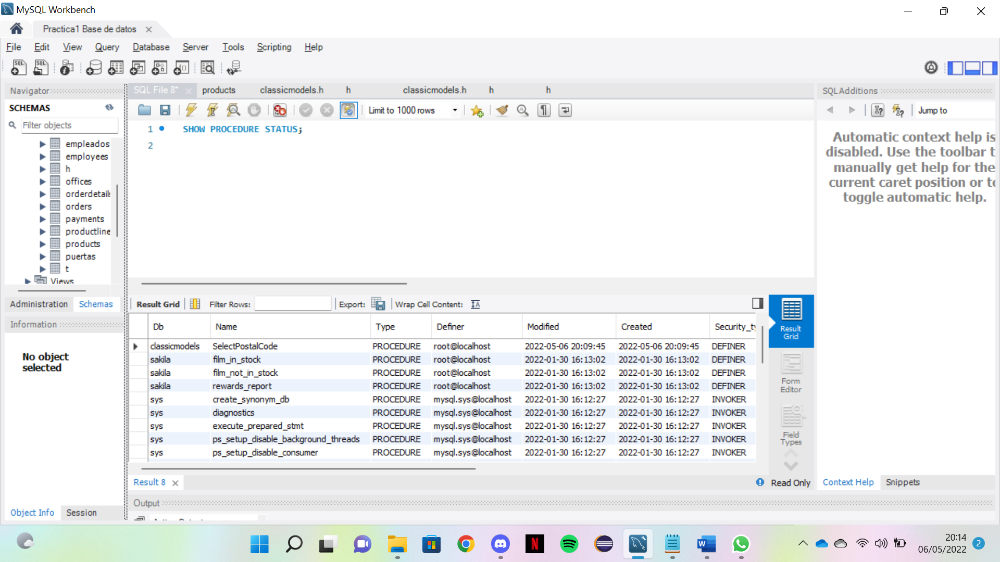 MySQL Workbench
Practica1 Base de datos
File Edit View Query Database Server Tools Scripting Help
Navigator
SCHEMAS
Filter objects
empleados
employees
h
offices
orderdetails
orders
payments
productline
products
puertas
t
Views
Administration Schemas
Information
No object
selected
Object Info Session
SQL File 8* products classicmodels.h h classicmodels.h h h
Limit to 1000 rows
1 SHOW PROCEDURE STATUS;
2
Result Grid Filter Rows: Export: Wrap Cell Content:
Db Name Type Definer Modified Created Security_ty
classicmodels SelectPostalCode PROCEDURE root@localhost 2022-05-06 20:09:45 2022-05-06 20:09:45 DEFINER
sakila film_in_stock PROCEDURE root@localhost 2022-01-30 16:13:02 2022-01-30 16:13:02 DEFINER
sakila film_not_in_stock PROCEDURE root@localhost 2022-01-30 16:13:02 2022-01-30 16:13:02 DEFINER
sakila rewards_report PROCEDURE root@localhost 2022-01-30 16:13:02 2022-01-30 16:13:02 DEFINER
sys create_synonym_db PROCEDURE mysql.sys@localhost 2022-01-30 16:12:27 2022-01-30 16:12:27 INVOKER
sys diagnostics PROCEDURE mysql.sys@localhost 2022-01-30 16:12:27 2022-01-30 16:12:27 INVOKER
sys execute_prepared_stmt PROCEDURE mysql.sys@localhost 2022-01-30 16:12:27 2022-01-30 16:12:27 INVOKER
sys ps_setup_disable_background_threads PROCEDURE mysql.sys@localhost 2022-01-30 16:12:27 2022-01-30 16:12:27 INVOKER
sys ps_setup_disable_consumer PROCEDURE mysql.sys@localhost 2022-01-30 16:12:27 2022-01-30 16:12:27 INVOKER
Result
Grid
Form
Editor
Field
Types
Result 8
Read Only
Output
SQLAdditions
Jump to
Automatic context help is
disabled. Use the toolbar t
manually get help for the
current caret position or to
toggle automatic help.
Context Help Snippets
20:14
06/05/2022
2